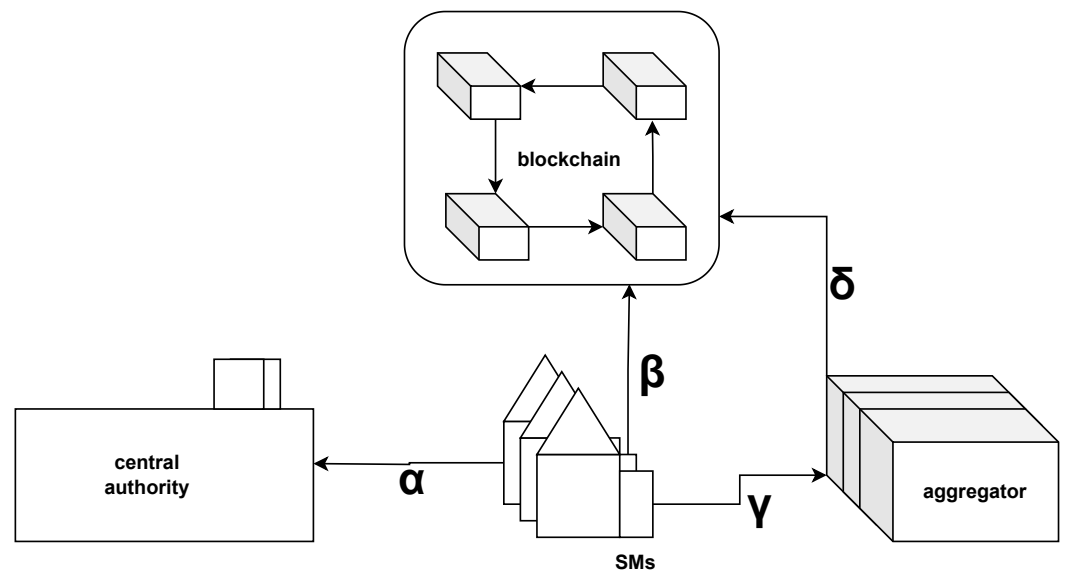 blockchain
δ
β
central
authority
α
γ
aggregator
SMs